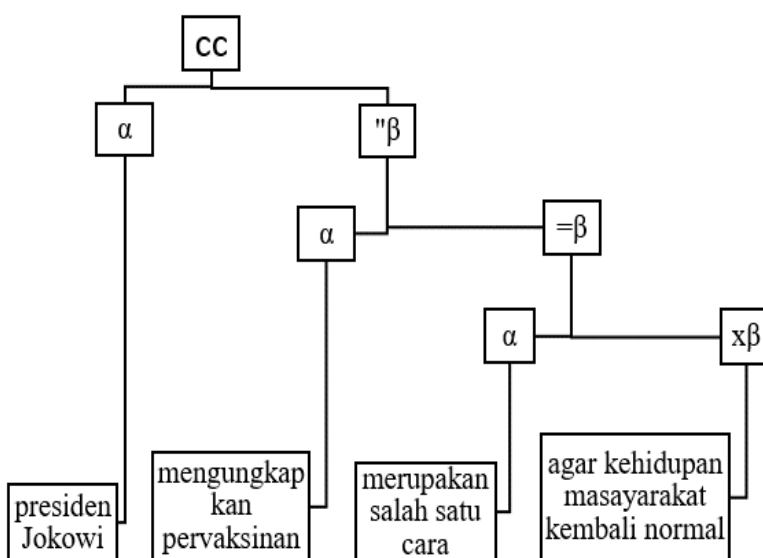 cc
α
"β
α
=β
α
xβ
presiden
Jokowi
mengungkap
kan
pervaksinan
merupakan
salah satu
cara
agar kehidupan
masayarakat
kembali normal